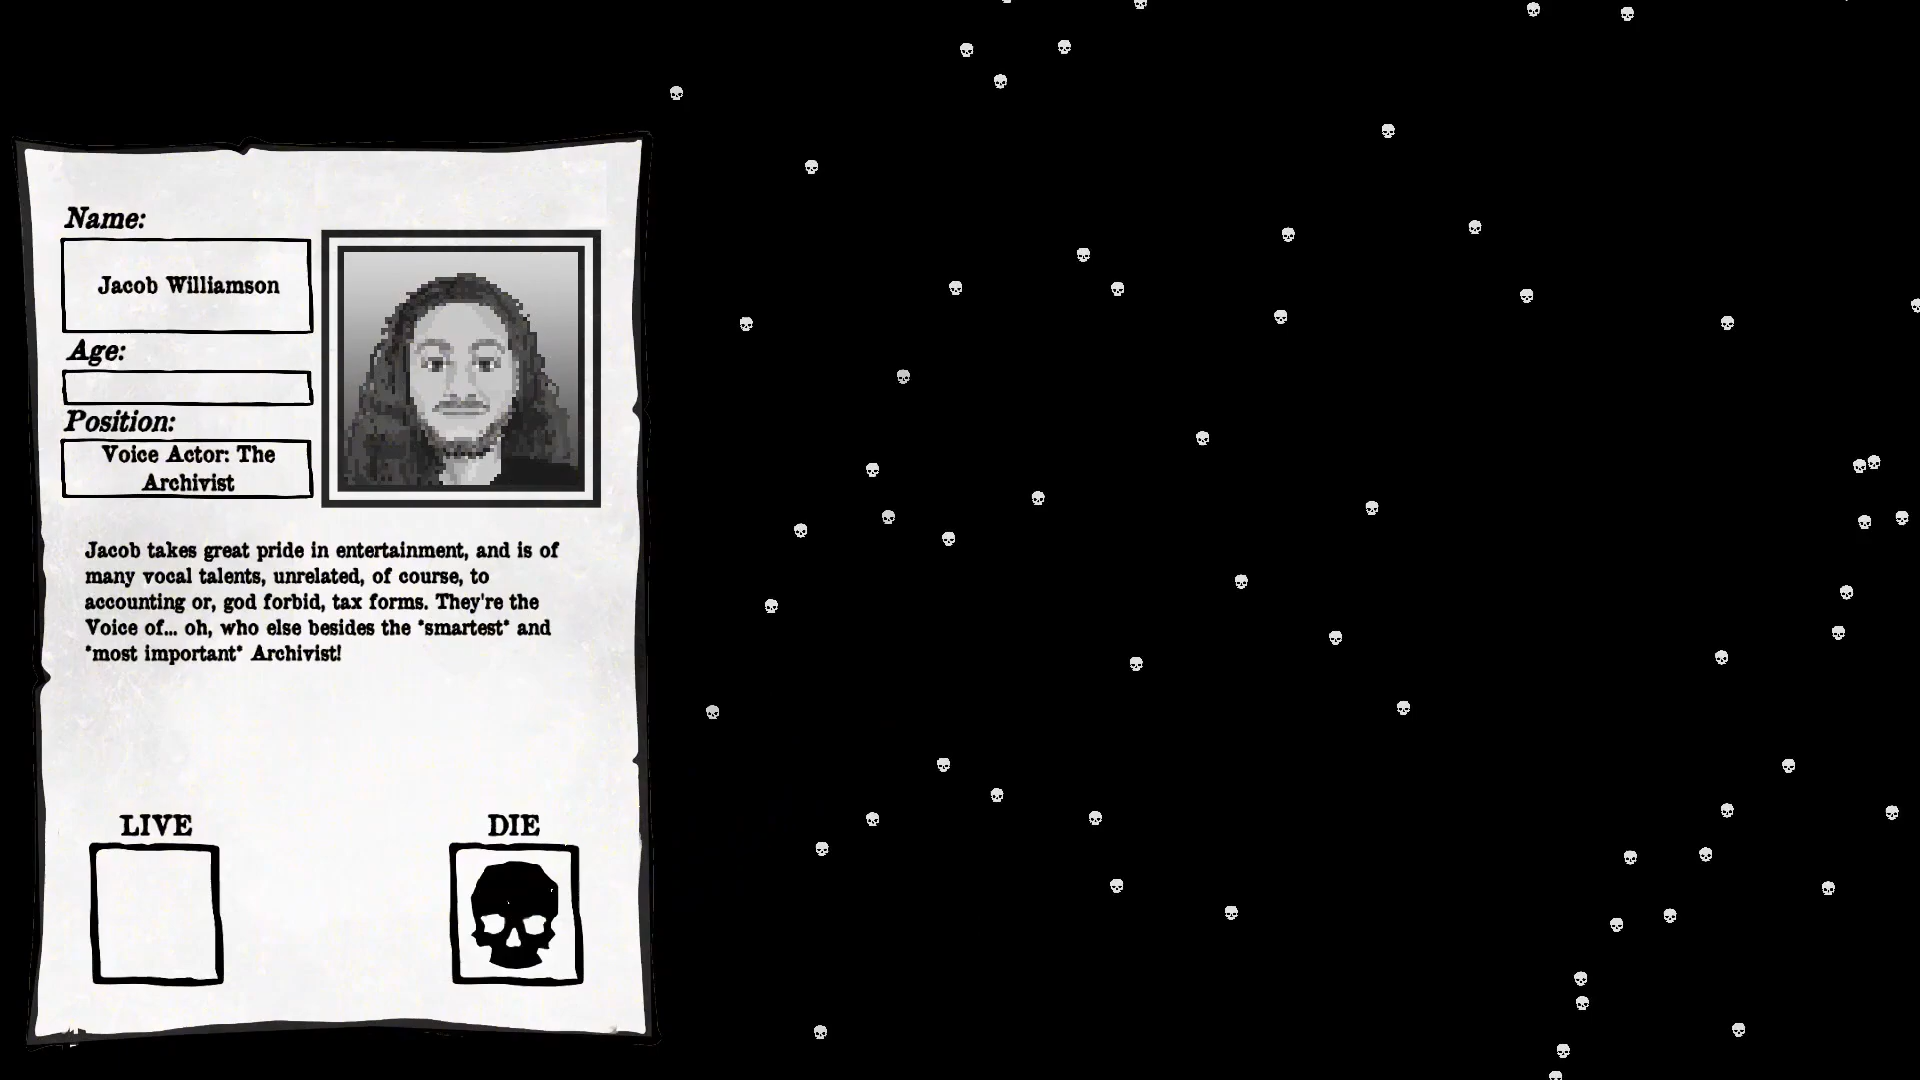 Name:
Jacob Williamson
Age:
Position:
Voice Actor: The
Archivist
Jacob takes great pride in entertainment, and is of
many vocal talents, unrelated, of course, to
accounting or, god forbid, tax forms. They're the
Voice of... oh, who else besides the *smartest* and
*most important* Archivist!
LIVE
DIE